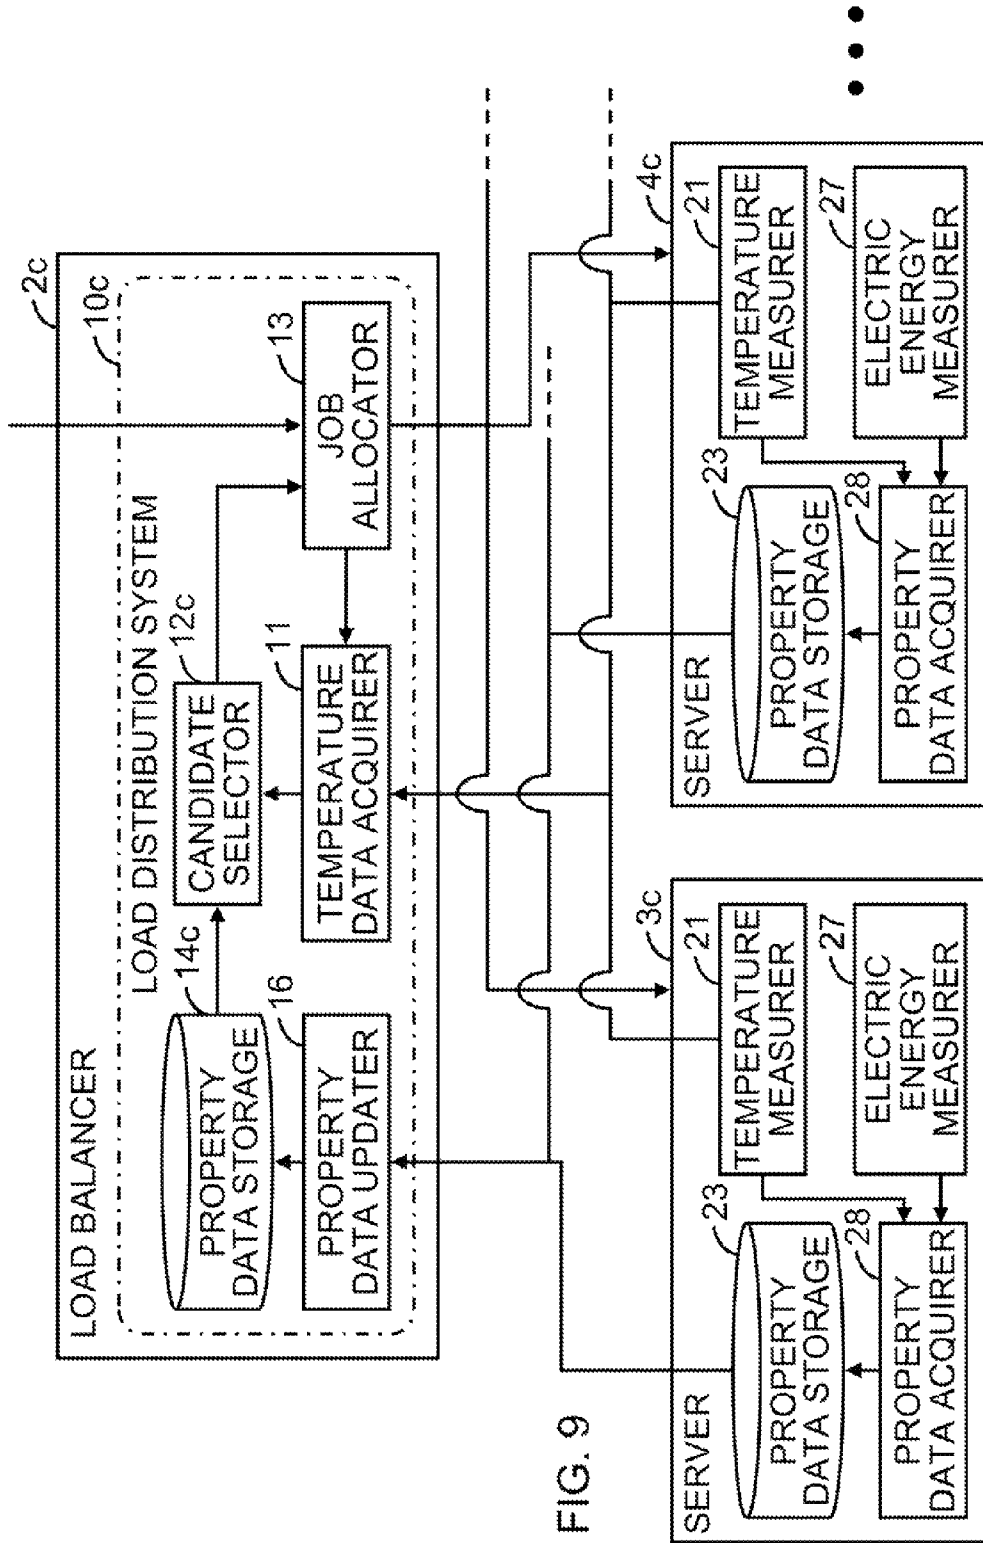 FIG. 9
LOAD BALANCER
2c
LOAD DISTRIBUTION SYSTEM
10c
PROPERTY
DATA STORAGE
14c
CANDIDATE
SELECTOR
12c
PROPERTY
DATA UPDATER
16
TEMPERATURE
DATA ACQUIRER
11
JOB
ALLOCATOR
13
SERVER
3c
PROPERTY
DATA STORAGE
23
TEMPERATURE
MEASURER
21
PROPERTY
DATA ACQUIRER
28
ELECTRIC
ENERGY
MEASURER
27
SERVER
4c
PROPERTY
DATA STORAGE
23
TEMPERATURE
MEASURER
21
PROPERTY
DATA ACQUIRER
28
ELECTRIC
ENERGY
MEASURER
27